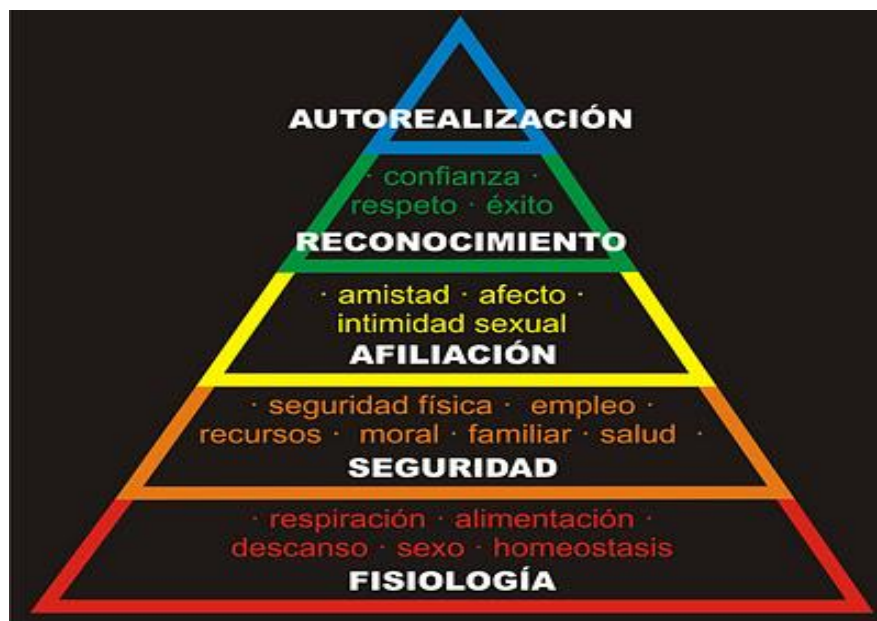 AUTOREALIZACIÓN
· confianza ·
respeto · éxito
RECONOCIMIENTO
· amistad · afecto ·
intimidad sexual
AFILIACIÓN
· seguridad física · empleo ·
recursos · moral · familiar · salud ·
SEGURIDAD
· respiración · alimentación ·
descanso · sexo · homeostasis
FISIOLOGÍA